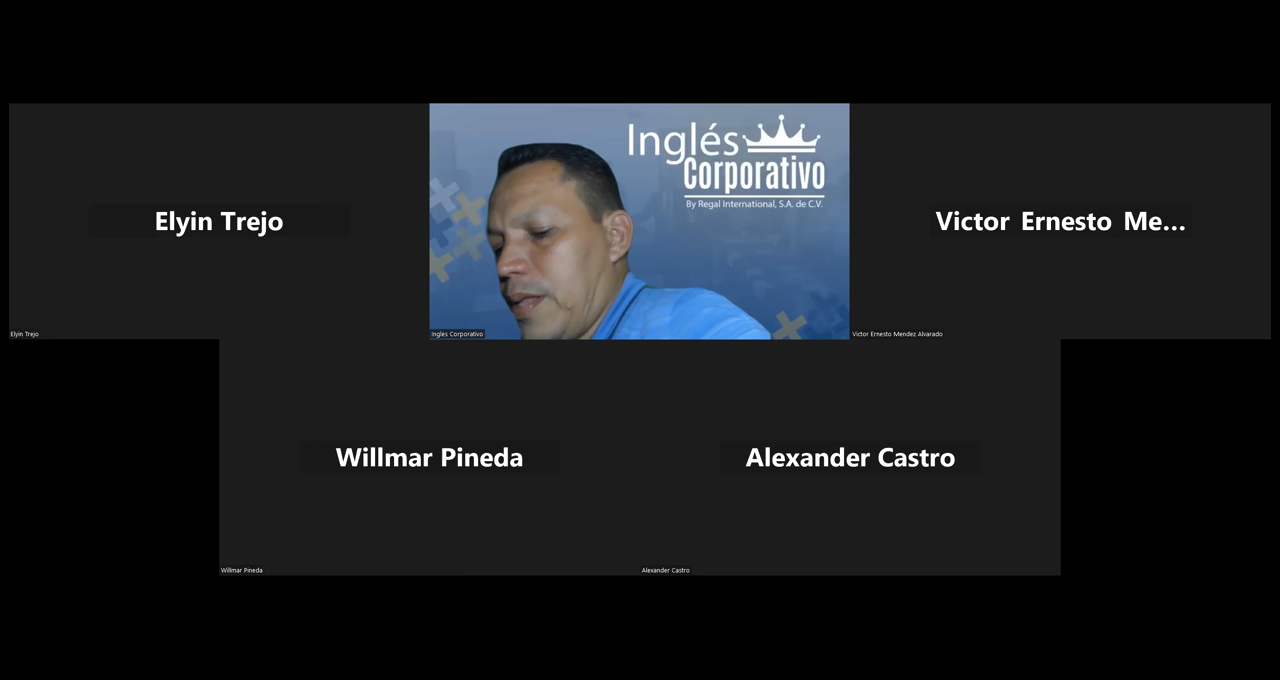 Elyin Trejo
Elyin Trejo
Inglés
Corporativo
By Regal International, S.A. de C.V.
Ingles Corporativo
Victor Ernesto Me...
Victor Ernesto Mendez Alvarado
Willmar Pineda
Willmar Pineda
Alexander Castro
Alexander Castro